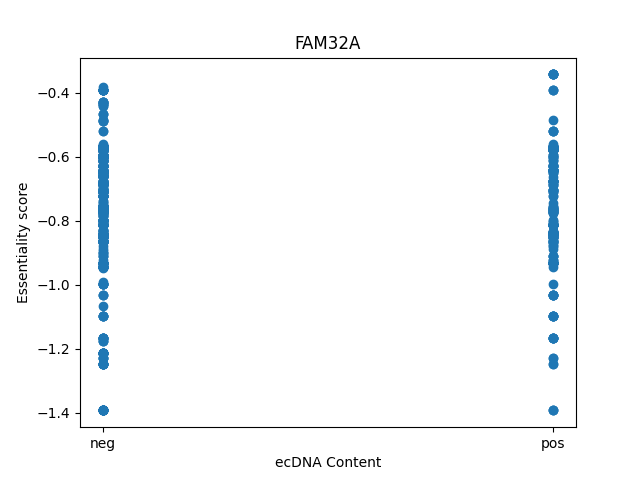 FAM32A
Essentiality score
−0.4
−0.6
−0.8
−1.0
−1.2
−1.4
neg
pos
ecDNA Content